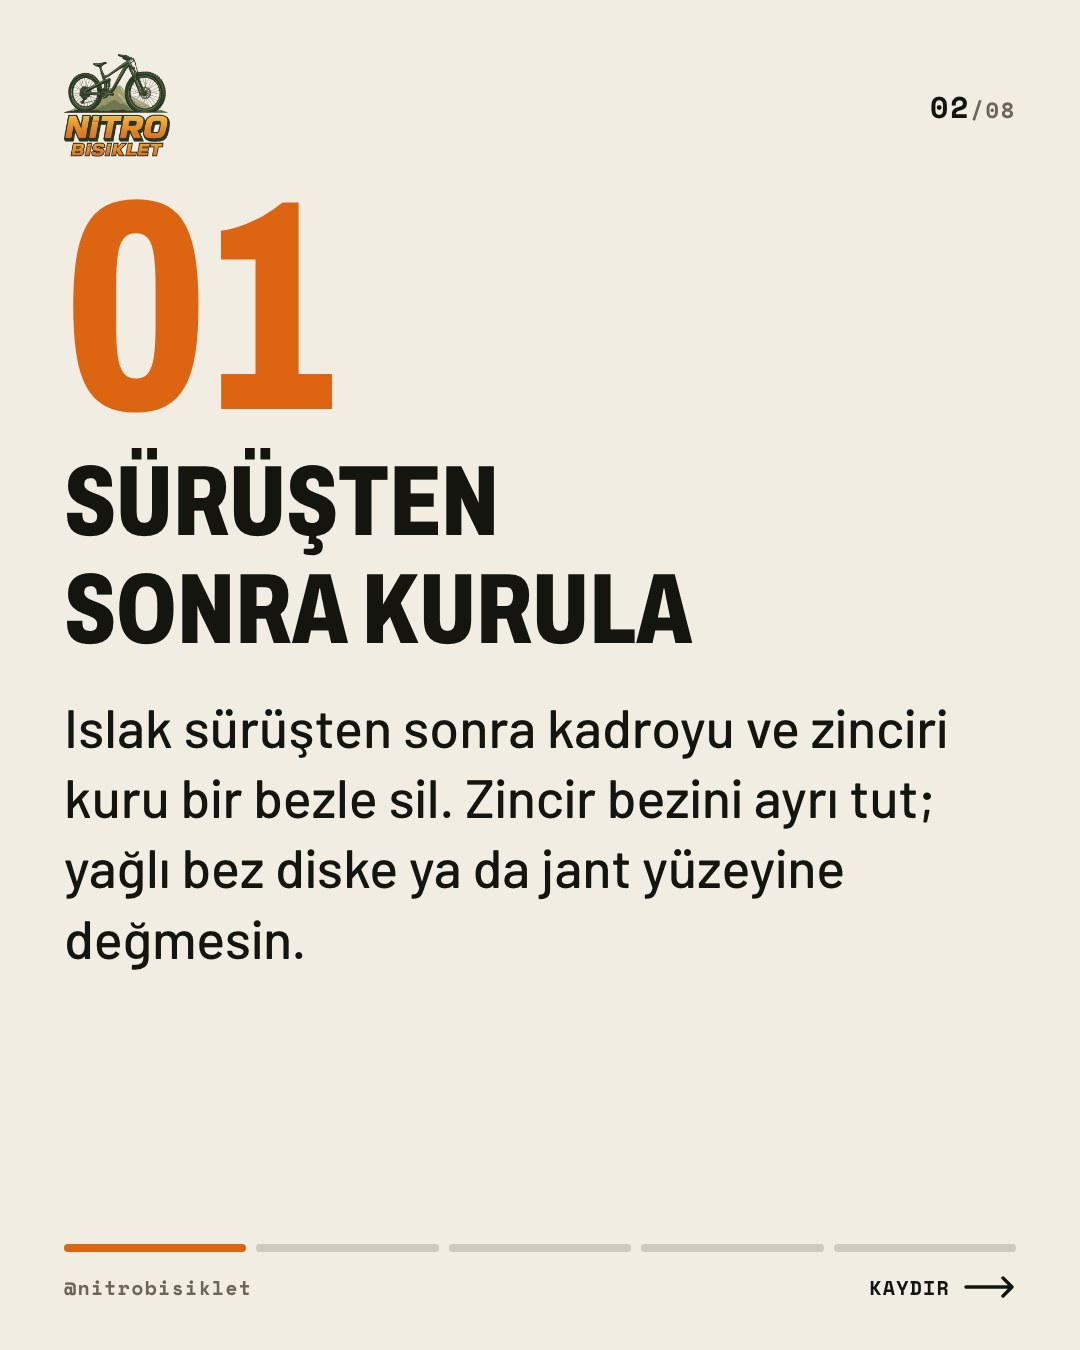 NiTRO
BISIKLET
02/08
01
SÜRÜŞTEN
SONRA KURULA
Islak sürüşten sonra kadroyu ve zinciri
kuru bir bezle sil. Zincir bezini ayrı tut;
yağlı bez diske ya da jant yüzeyine
değmesin.
@nitrobisiklet
KAYDIR